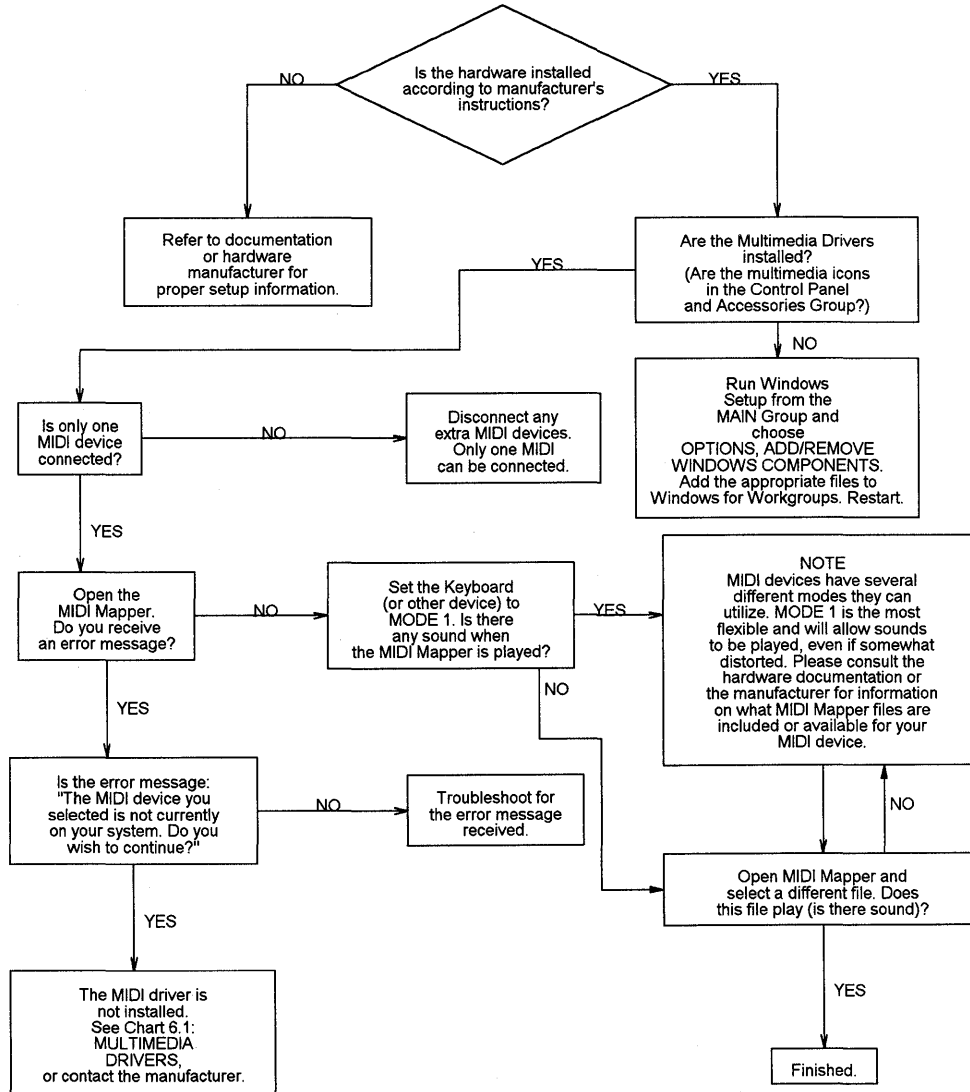 Is the hardware installed
according to manufacturer's
instructions?
NO
YES
Refer to documentation
or hardware
manufacturer for
proper setup information.
Are the Multimedia Drivers
installed?
(Are the multimedia icons
in the Control Panel
and Accessories Group?)
YES
NO
Run Windows
Setup from the
MAIN Group and
choose
OPTIONS, ADD/REMOVE
WINDOWS COMPONENTS.
Add the appropriate files to
Windows for Workgroups. Restart.
Is only one
MIDI device
connected?
NO
Disconnect any
extra MIDI devices.
Only one MIDI
can be connected.
YES
Open the
MIDI Mapper.
Do you receive
an error message?
NO
Set the Keyboard
(or other device) to
MODE 1. Is there
any sound when
the MIDI Mapper is played?
YES
NOTE
MIDI devices have several
different modes they can
utilize. MODE 1 is the most
flexible and will allow sounds
to be played, even if somewhat
distorted. Please consult the
hardware documentation or
the manufacturer for information
on what MIDI Mapper files are
included or available for your
MIDI device.
NO
YES
Is the error message:
"The MIDI device you
selected is not currently
on your system. Do you
wish to continue?"
NO
Troubleshoot for
the error message
received.
NO
Open MIDI Mapper and
select a different file. Does
this file play (is there sound)?
YES
The MIDI driver is
not installed.
See Chart 6.1:
MULTIMEDIA
DRIVERS,
or contact the manufacturer.
YES
Finished.